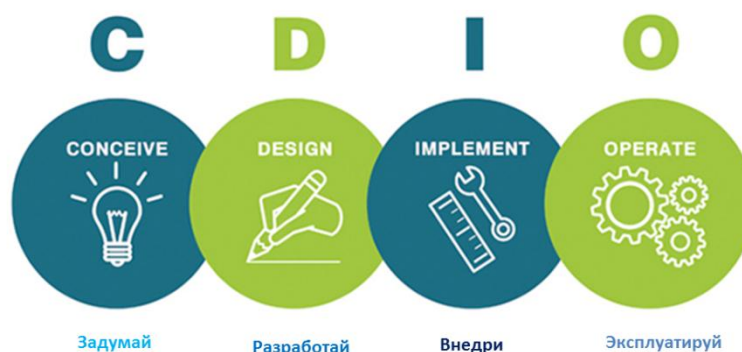 C D I O
CONCEIVE DESIGN IMPLEMENT OPERATE
Задумай Разработай Внедри Эксплуатируй